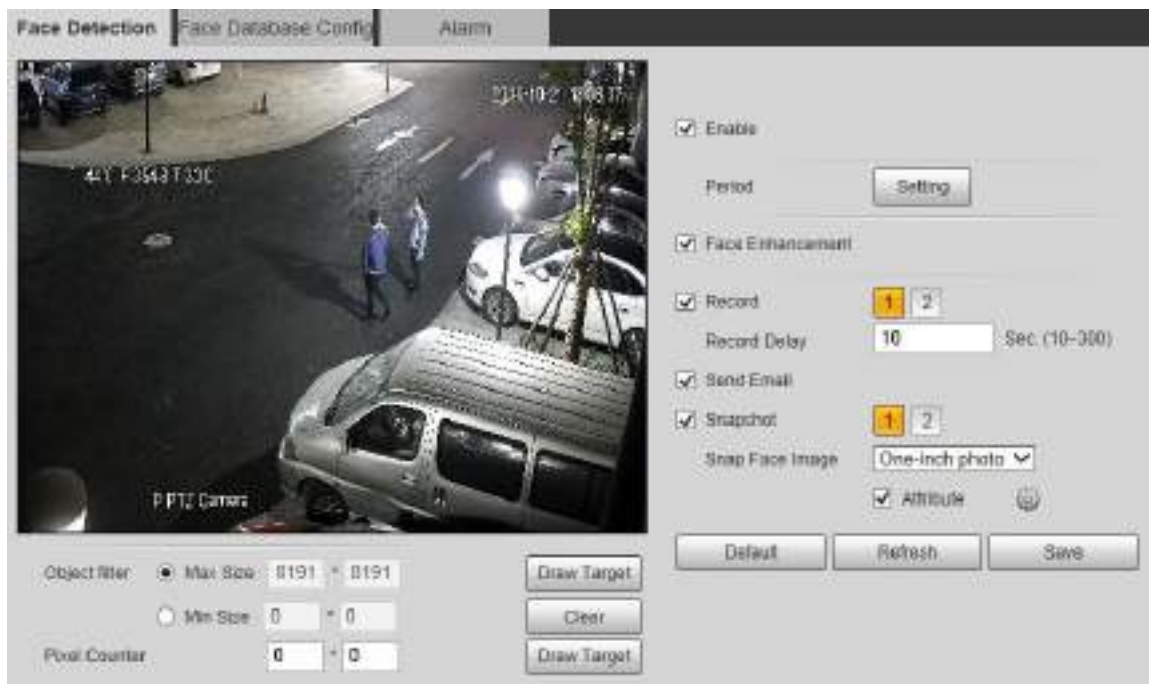 Face Detection
Face Database Config
Alarm
P PTZ Camera
Enable
Period
Setting
Face Enhancement
Record
1 2
Record Delay
10
Sec. (10~300)
Send Email
Snapshot
1 2
Snap Face Image
One-inch photo
Attribute
Default
Refresh
Save
Object filter
Max Size
8191 * 8191
Draw Target
Min Size
0 * 0
Clear
Pixel Counter
0 * 0
Draw Target